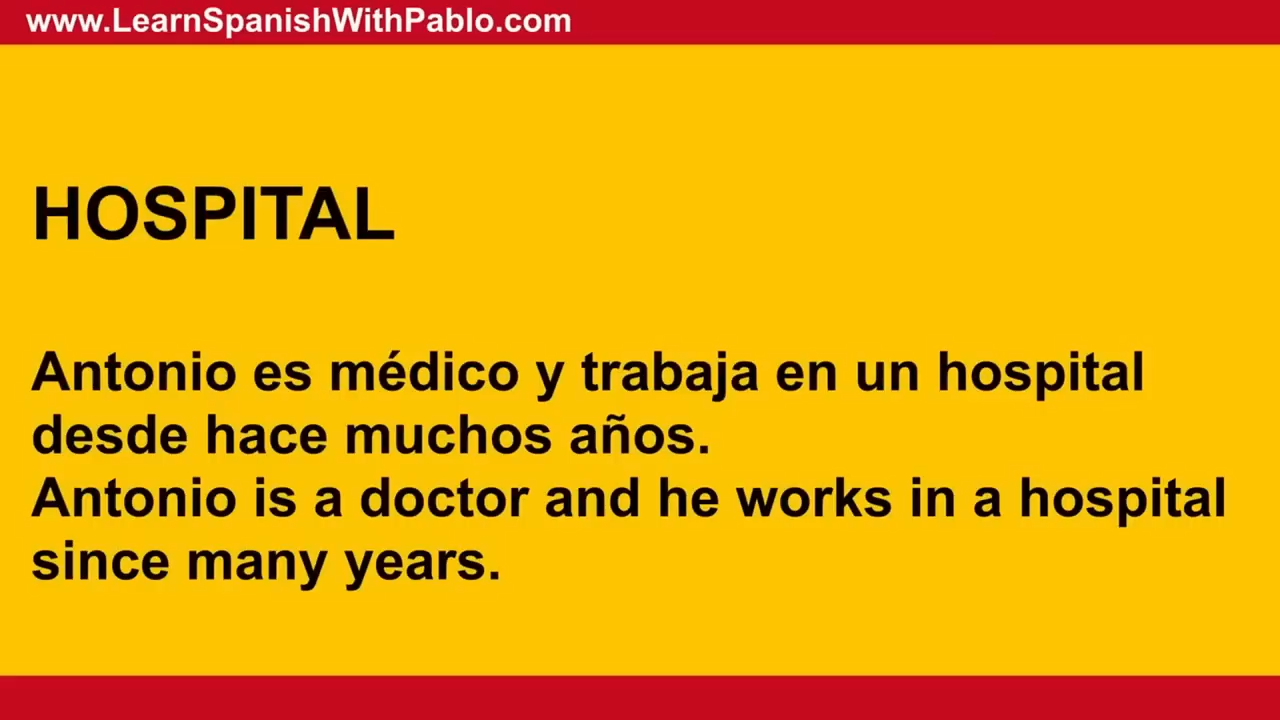 www.LearnSpanishWithPablo.com
HOSPITAL
Antonio es médico y trabaja en un hospital
desde hace muchos años.
Antonio is a doctor and he works in a hospital
since many years.